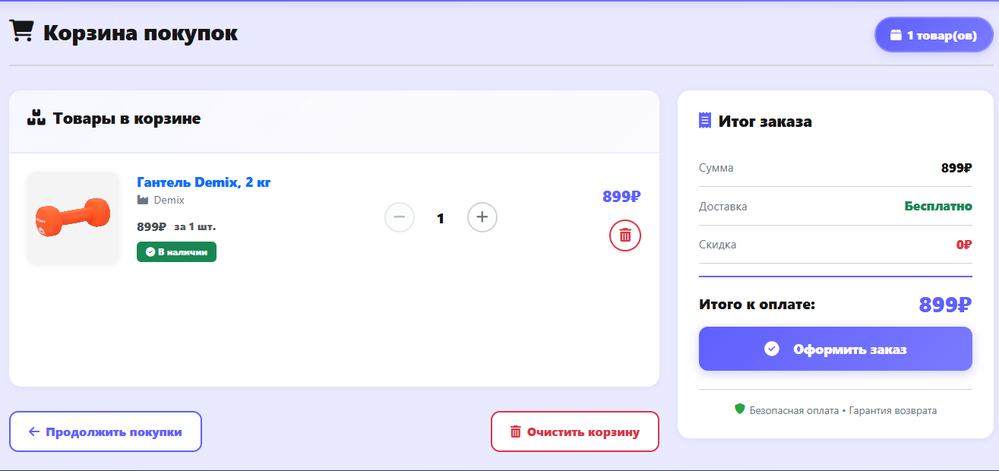 Корзина покупок
1 товар(ов)
Товары в корзине
Гантель Demix, 2 кг
Demix
899₽ за 1 шт.
В наличии
1
899₽
Продолжить покупки
Очистить корзину
Итог заказа
Сумма 899₽
Доставка Бесплатно
Скидка 0₽
Итого к оплате: 899₽
Оформить заказ
Безопасная оплата • Гарантия возврата